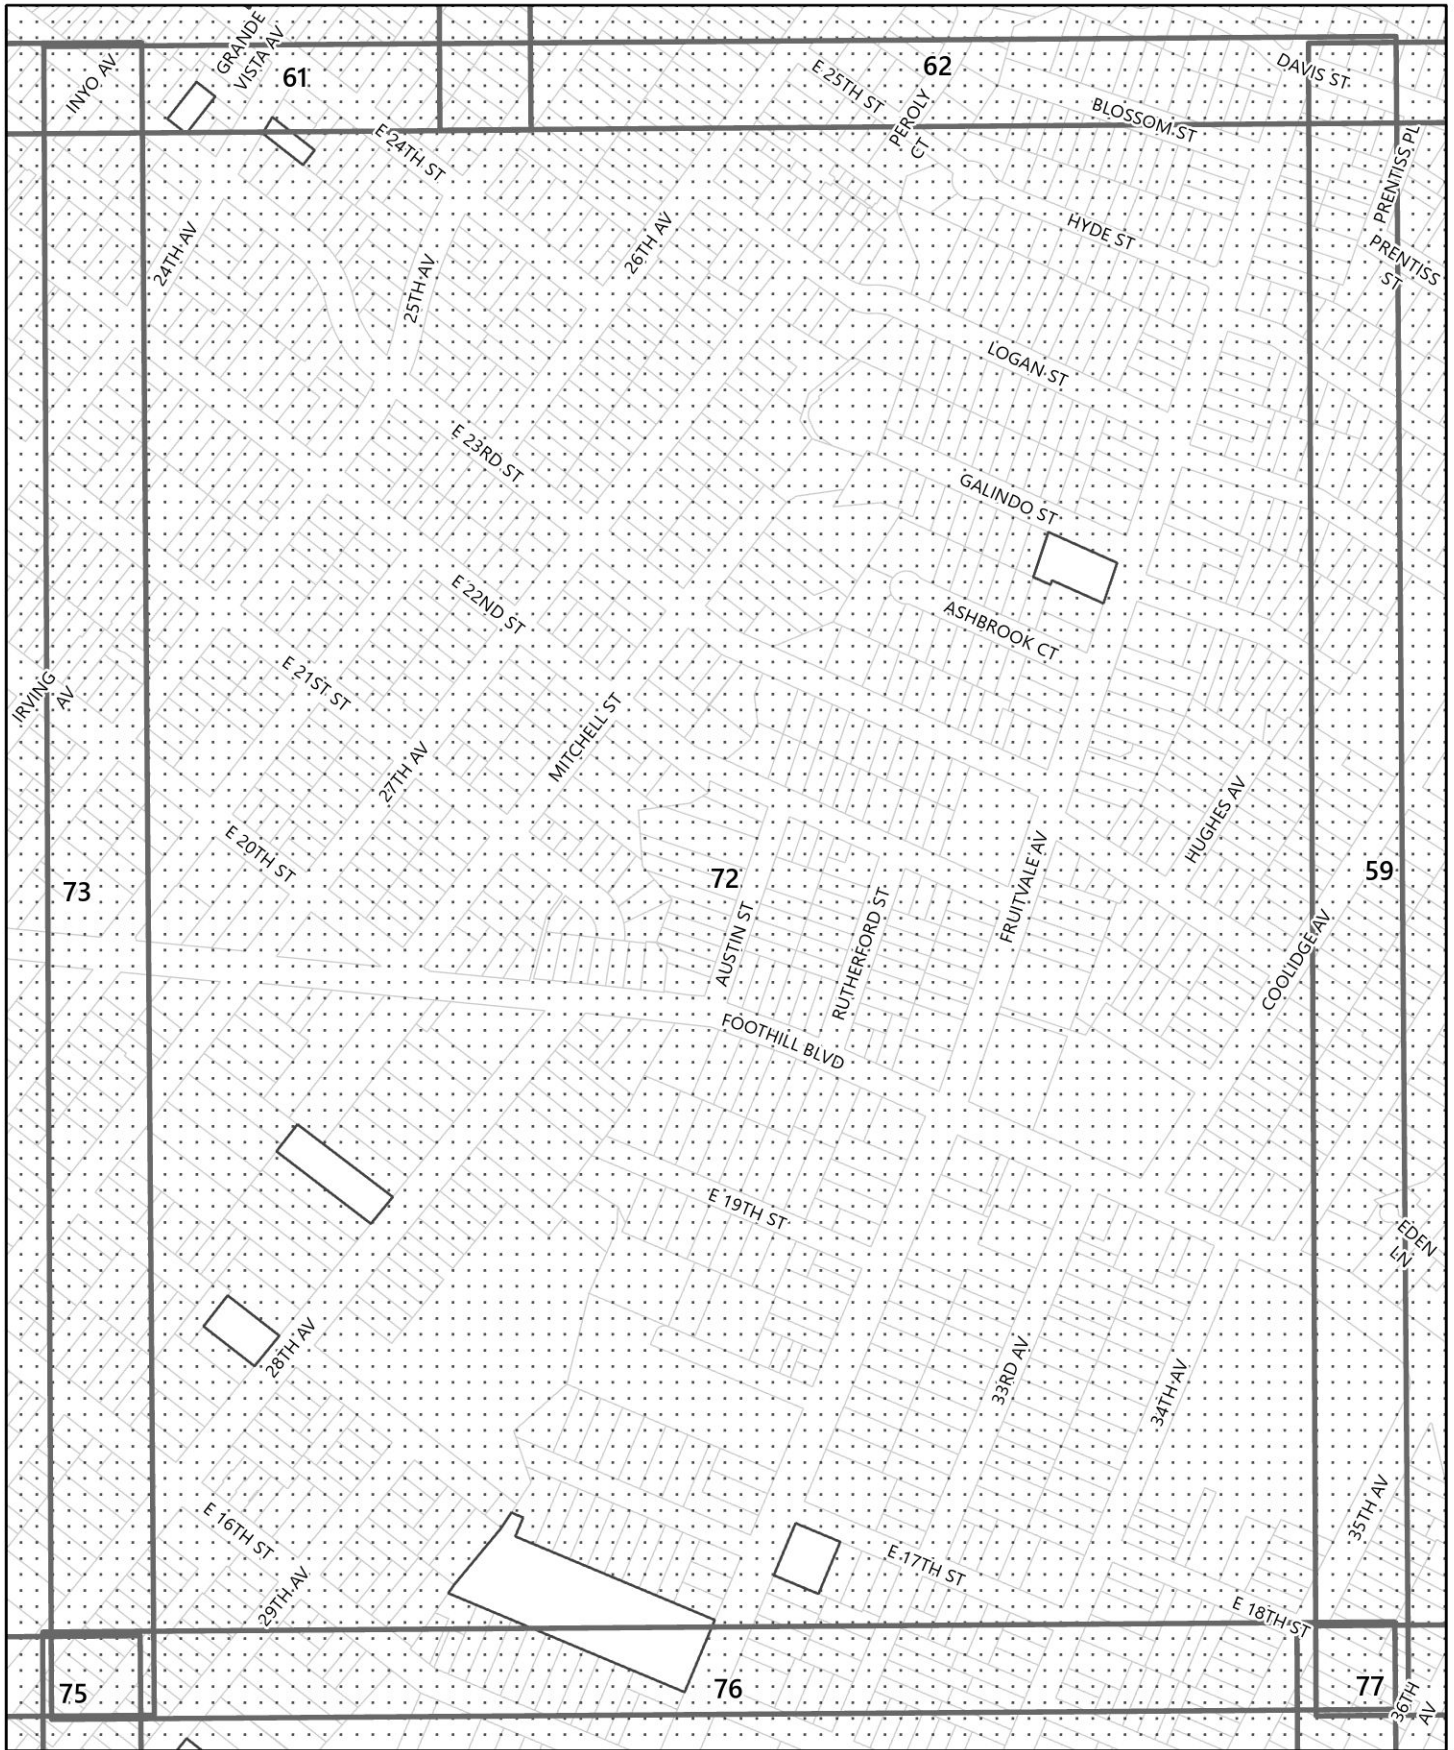 INYO AV
GRANDE
VISTA AV
61
62
E 25TH ST
PEROLY
CT
DAVIS ST
BLOSSOM ST
E 24TH ST
PRENTISS PL
PRENTISS
ST
24TH AV
25TH AV
26TH AV
HYDE ST
LOGAN ST
E 23RD ST
GALINDO ST
E 22ND ST
ASHBROOK CT
E 21ST ST
IRVING
AV
MITCHELL ST
27TH AV
HUGHES AV
E 20TH ST
73
72
59
AUSTIN ST
RUTHERFORD ST
FRUITVALE AV
COOLIDGE AV
FOOTHILL BLVD
E 19TH ST
EDEN
LN
28TH AV
33RD AV
34TH AV
35TH AV
E 16TH ST
E 17TH ST
29TH AV
E 18TH ST
75
76
77
36TH
AV